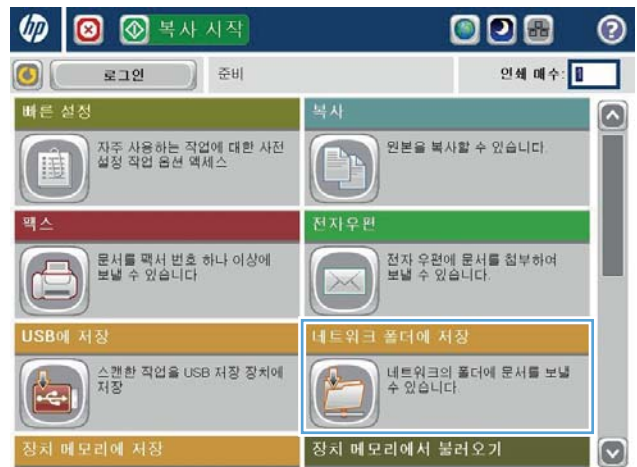 hp
복사 시작
?
로그인
준비
인쇄 매수: 1
빠른 설정
자주 사용하는 작업에 대한 사전
설정 작업 옵션 액세스
복사
원본을 복사할 수 있습니다.
팩스
문서를 팩서 번호 하나 이상에
보낼 수 있습니다
전자우편
전자 우편에 문서를 첨부하여
보낼 수 있습니다.
USB에 저장
스캔한 작업을 USB 저장 장치에
저장
네트워크 폴더에 저장
네트워크의 폴더에 문서를 보낼
수 있습니다
장치 메모리에 저장
장치 메모리에서 불러오기